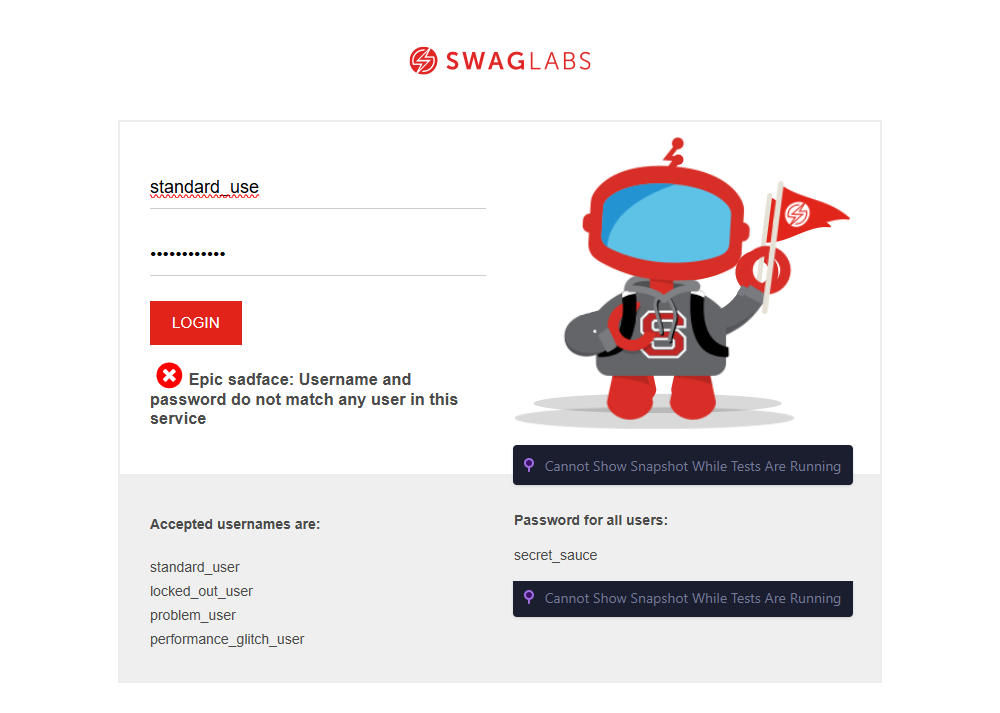 SWAGLABS
standard_use
••••••••••••
LOGIN
Epic sadface: Username and
password do not match any user in this
service
S
Cannot Show Snapshot While Tests Are Running
Accepted usernames are:
standard_user
locked_out_user
problem_user
performance_glitch_user
Password for all users:
secret_sauce
Cannot Show Snapshot While Tests Are Running